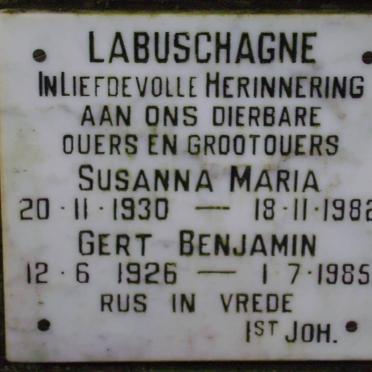 LABUSCHAGNE
IN LIEFDEVOLLE HERINNERING
AAN ONS DIERBARE
OUERS EN GROOTOUERS
SUSANNA MARIA
20·11·1930 — 18·11·1982
GERT BENJAMIN
12·6 1926 — 1·7·1985
RUS IN VREDE
1ST JOH.